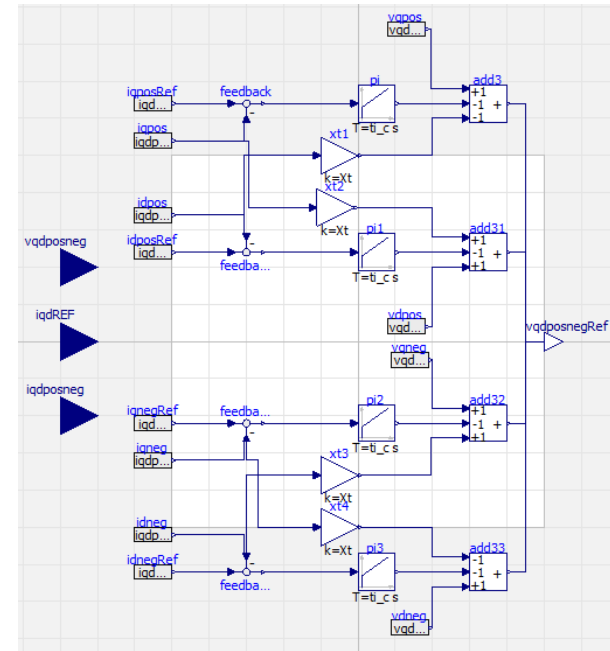 vqpos
vqd...
iqposRef
iqd...
feedback
-
pi
T=ti_c s
add3
+1
-1 +
-1
iqpos
iqdp...
xt1
k=Xt
xt2
k=Xt
idpos
iqdp...
idposRef
iqd...
-
feedba...
pi1
T=ti_c s
add31
+1
-1 +
+1
vqdposneg
vdpos
vqd...
iqdREF
vqdposnegRef
vqneg
vqd...
iqdposneg
iqnegRef
iqd...
feedba...
-
pi2
T=ti_c s
add32
+1
-1 +
+1
iqneg
iqdp...
xt3
k=Xt
xt4
k=Xt
idneg
iqdp...
idnegRef
iqd...
-
feedba...
pi3
T=ti_c s
add33
-1
-1 +
+1
vdneg
vqd...